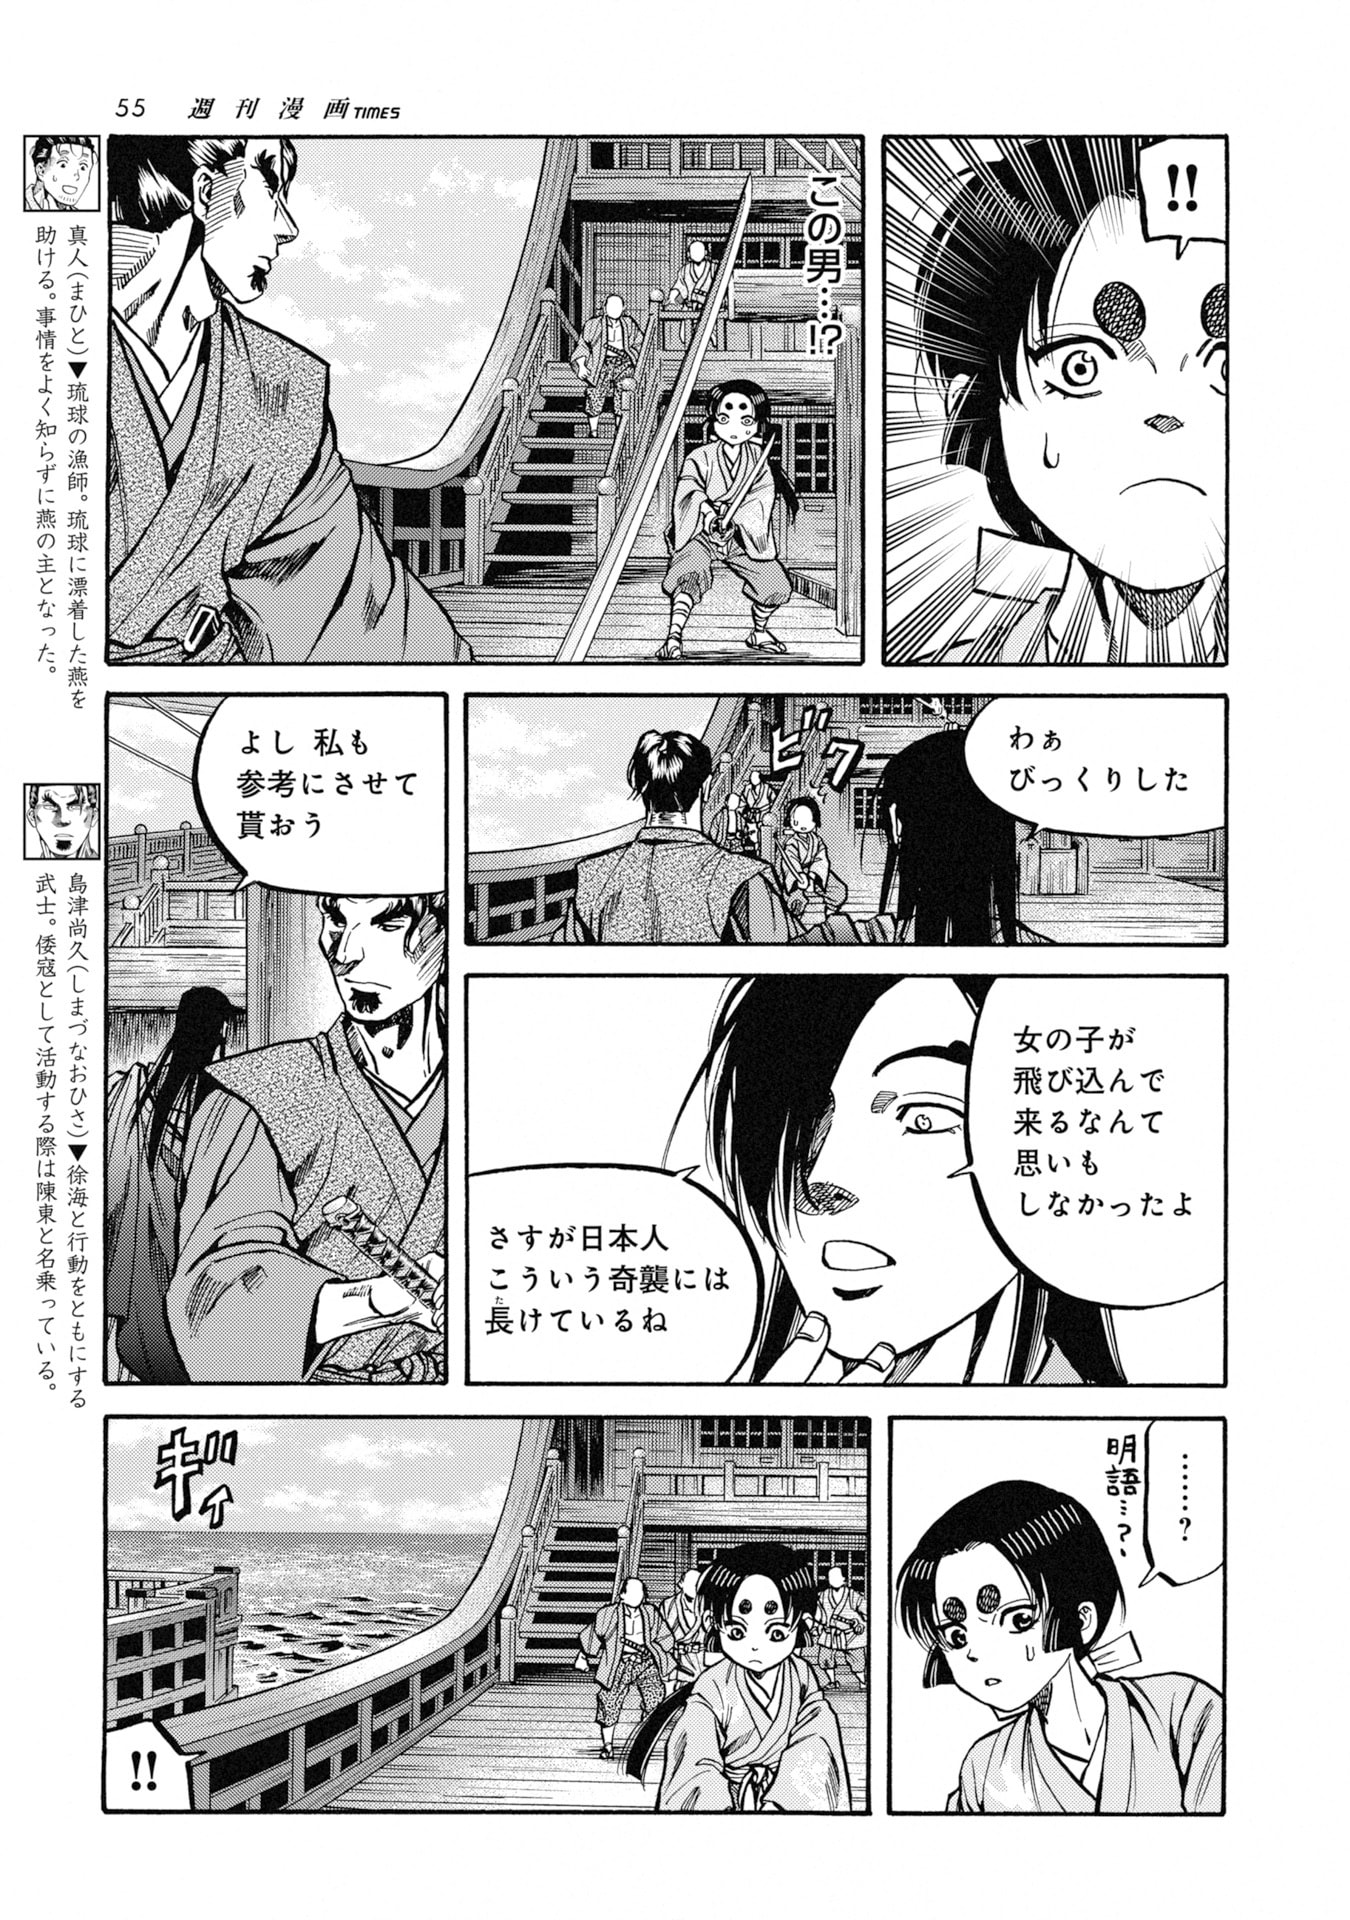 55 週刊漫画TIMES
!!
この男…!?
わぁ
びっくりした
ビクー
女の子が
飛び込んで
来るなんて
思いも
しなかったよ
さすが日本人
こういう奇襲には
長けているね
た
よし 私も
参考にさせて
貰おう
……?
明語…?
ギィ
!!
真人(まひと)▼琉球の漁師。琉球に漂着した燕を
助ける。事情をよく知らずに燕の主となった。
島津尚久(しまづなおひさ)▼徐海と行動をともにする
武士。倭寇として活動する際は陳東と名乗っている。